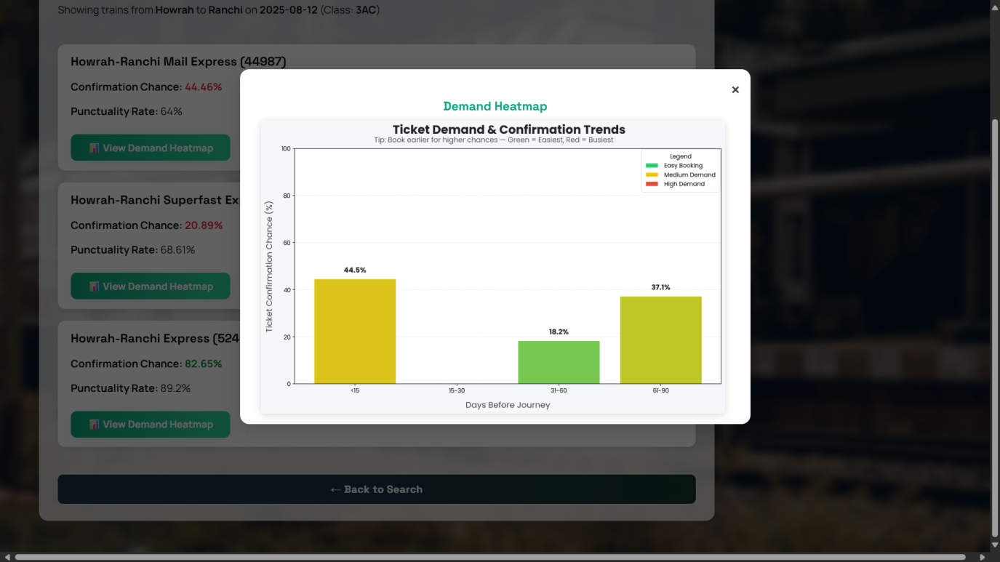 Showing trains from Howrah to Ranchi on 2025-08-12 (Class: 3AC)
Howrah-Ranchi Mail Express (44987)
Confirmation Chance: 44.46%
Punctuality Rate: 64%
📊 View Demand Heatmap
Howrah-Ranchi Superfast Ex
Confirmation Chance: 20.89%
Punctuality Rate: 68.61%
📊 View Demand Heatmap
Howrah-Ranchi Express (524
Confirmation Chance: 82.65%
Punctuality Rate: 89.2%
📊 View Demand Heatmap
← Back to Search
×
Demand Heatmap
Ticket Demand & Confirmation Trends
Tip: Book earlier for higher chances — Green = Easiest, Red = Busiest
Legend
Easy Booking
Medium Demand
High Demand
Ticket Confirmation Chance (%)
100
80
60
40
20
0
44.5%
18.2%
37.1%
<15
15-30
31-60
61-90
Days Before Journey